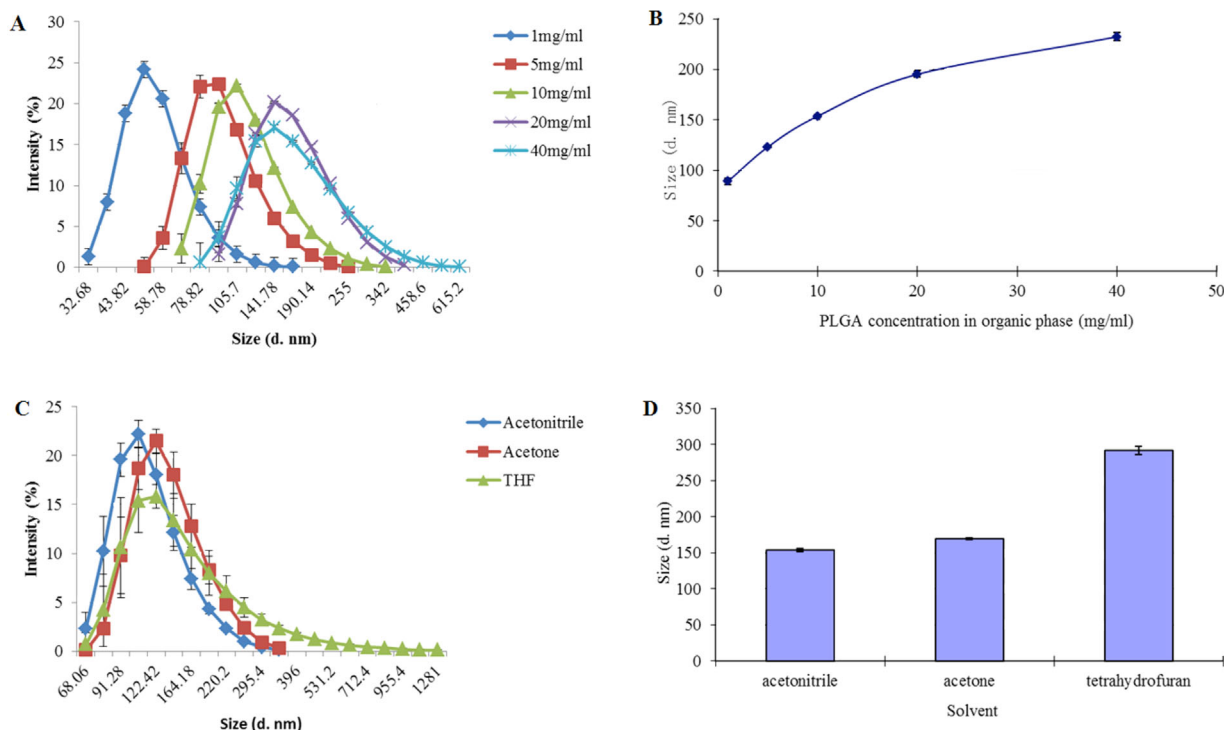 A
Intensity (%)
30
25
20
15
10
5
0
32.68 43.82 58.78 78.82 105.7 141.78 190.14 255 342 458.6 615.2
Size (d. nm)
1mg/ml
5mg/ml
10mg/ml
20mg/ml
40mg/ml
B
Size (d. nm)
250
200
150
100
50
0
0 10 20 30 40 50
PLGA concentration in organic phase (mg/ml)
C
Intensity (%)
25
20
15
10
5
0
68.06 91.28 122.42 164.18 220.2 295.4 396 531.2 712.4 955.4 1281
Size (d. nm)
Acetonitrile
Acetone
THF
D
Size (d. nm)
350
300
250
200
150
100
50
0
acetonitrile acetone tetrahydrofuran
Solvent